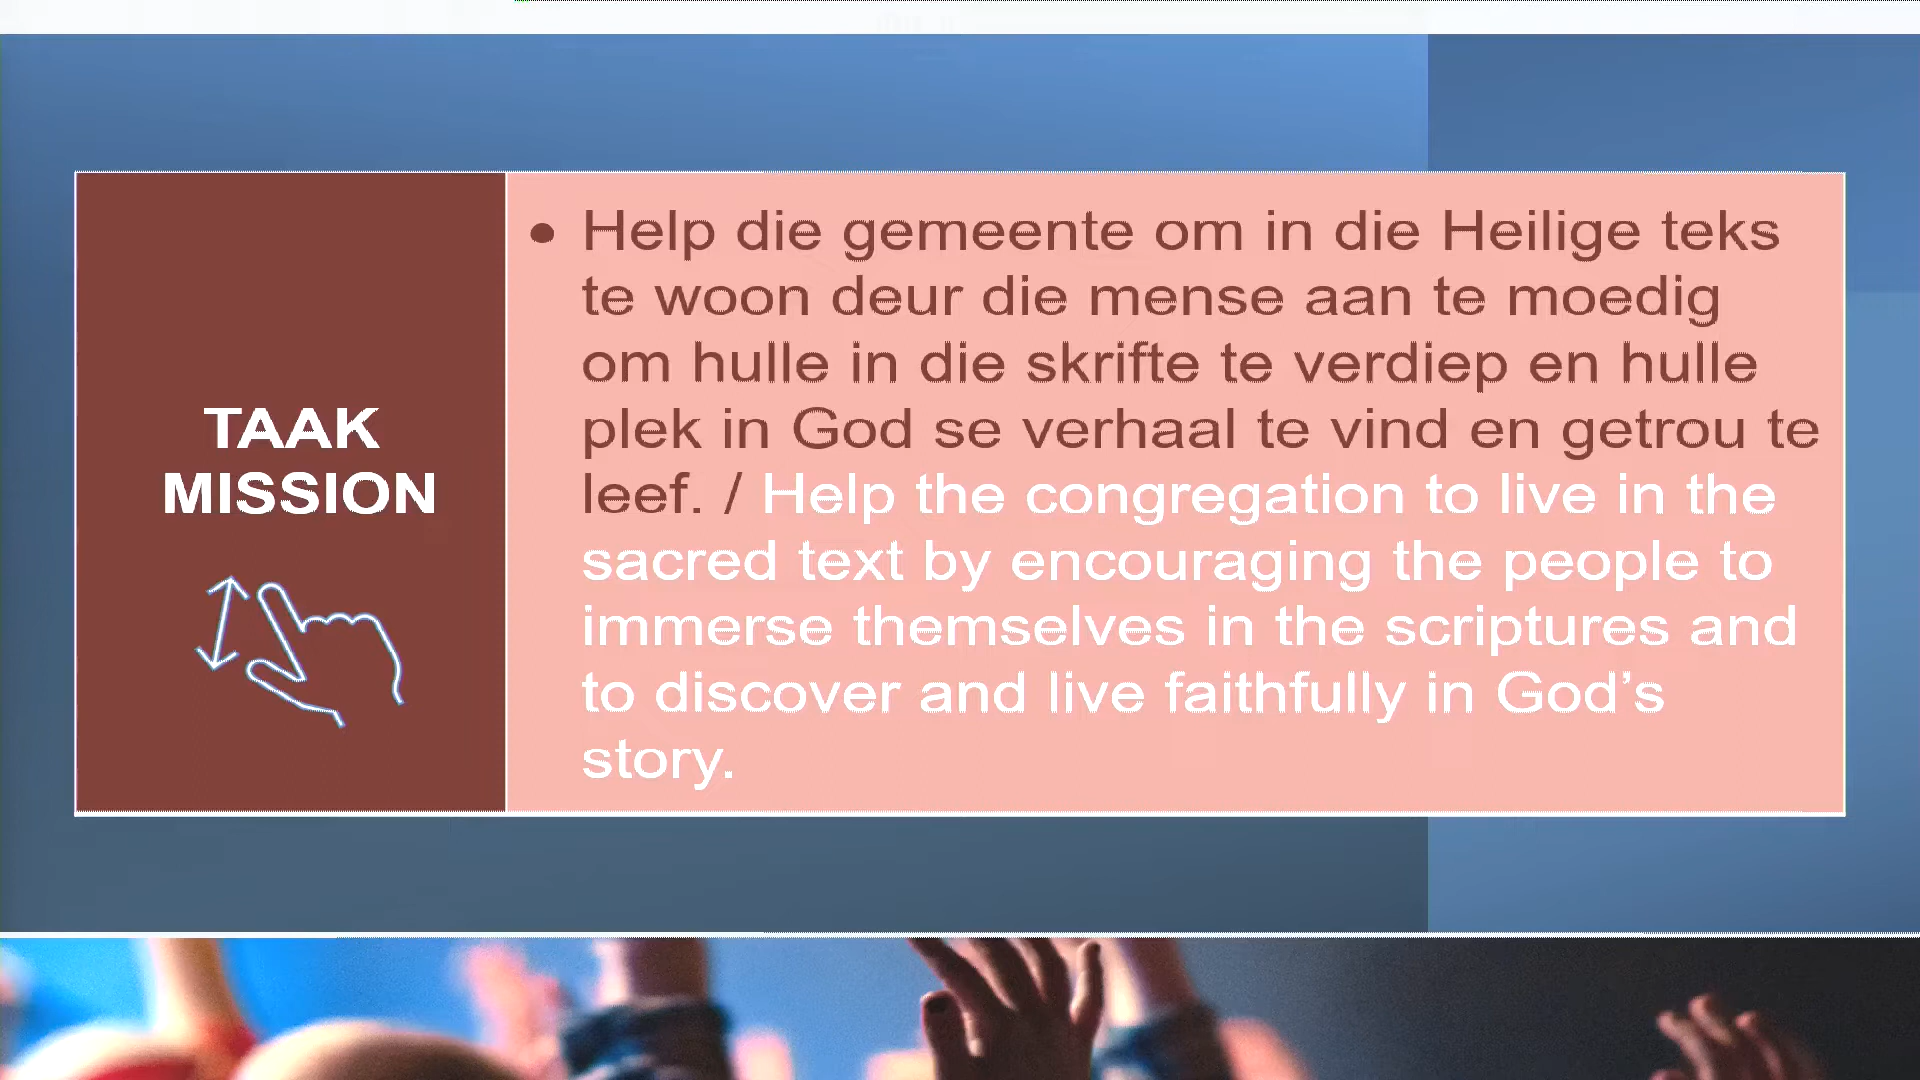 TAAK
MISSION
• Help die gemeente om in die Heilige teks
te woon deur die mense aan te moedig
om hulle in die skrifte te verdiep en hulle
plek in God se verhaal te vind en getrou te
leef. / Help the congregation to live in the
sacred text by encouraging the people to
immerse themselves in the scriptures and
to discover and live faithfully in God’s
story.